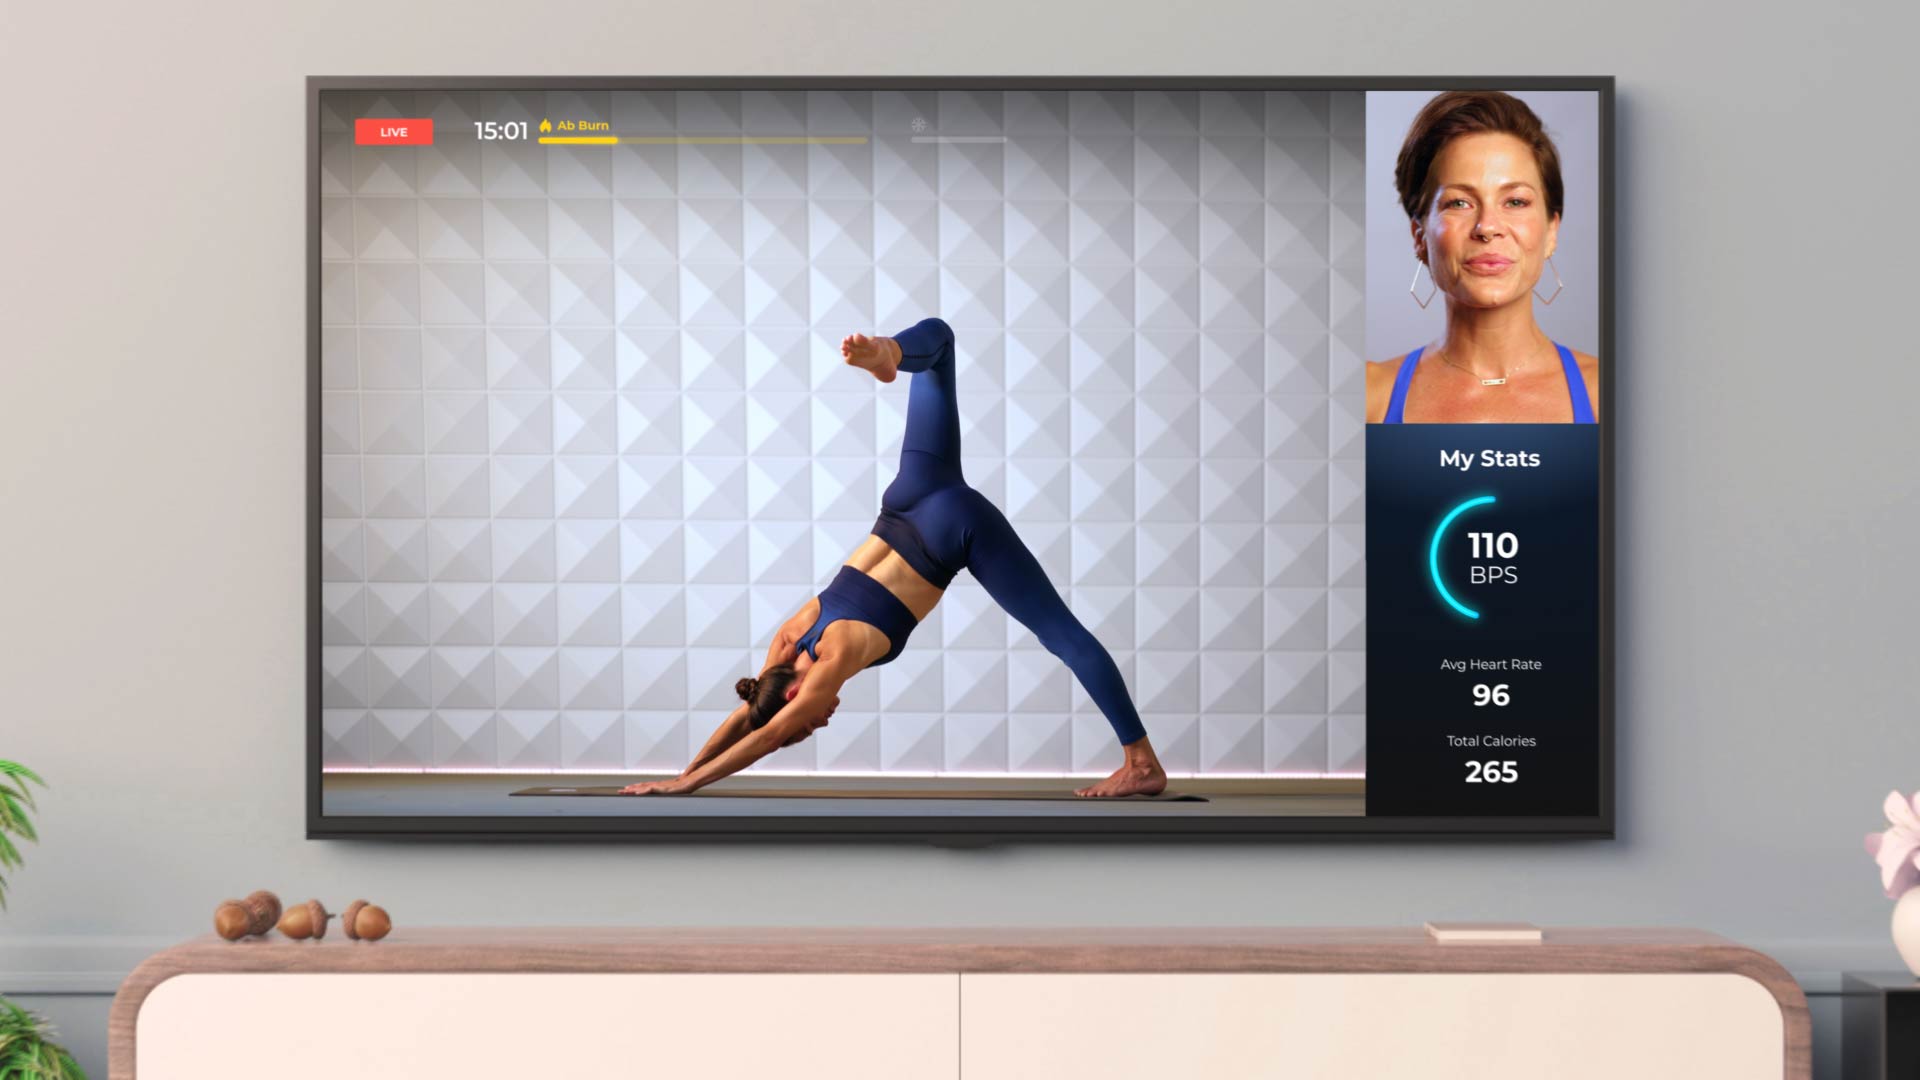 LIVE
15:01
Ab Burn
My Stats
110
BPS
Avg Heart Rate
96
Total Calories
265